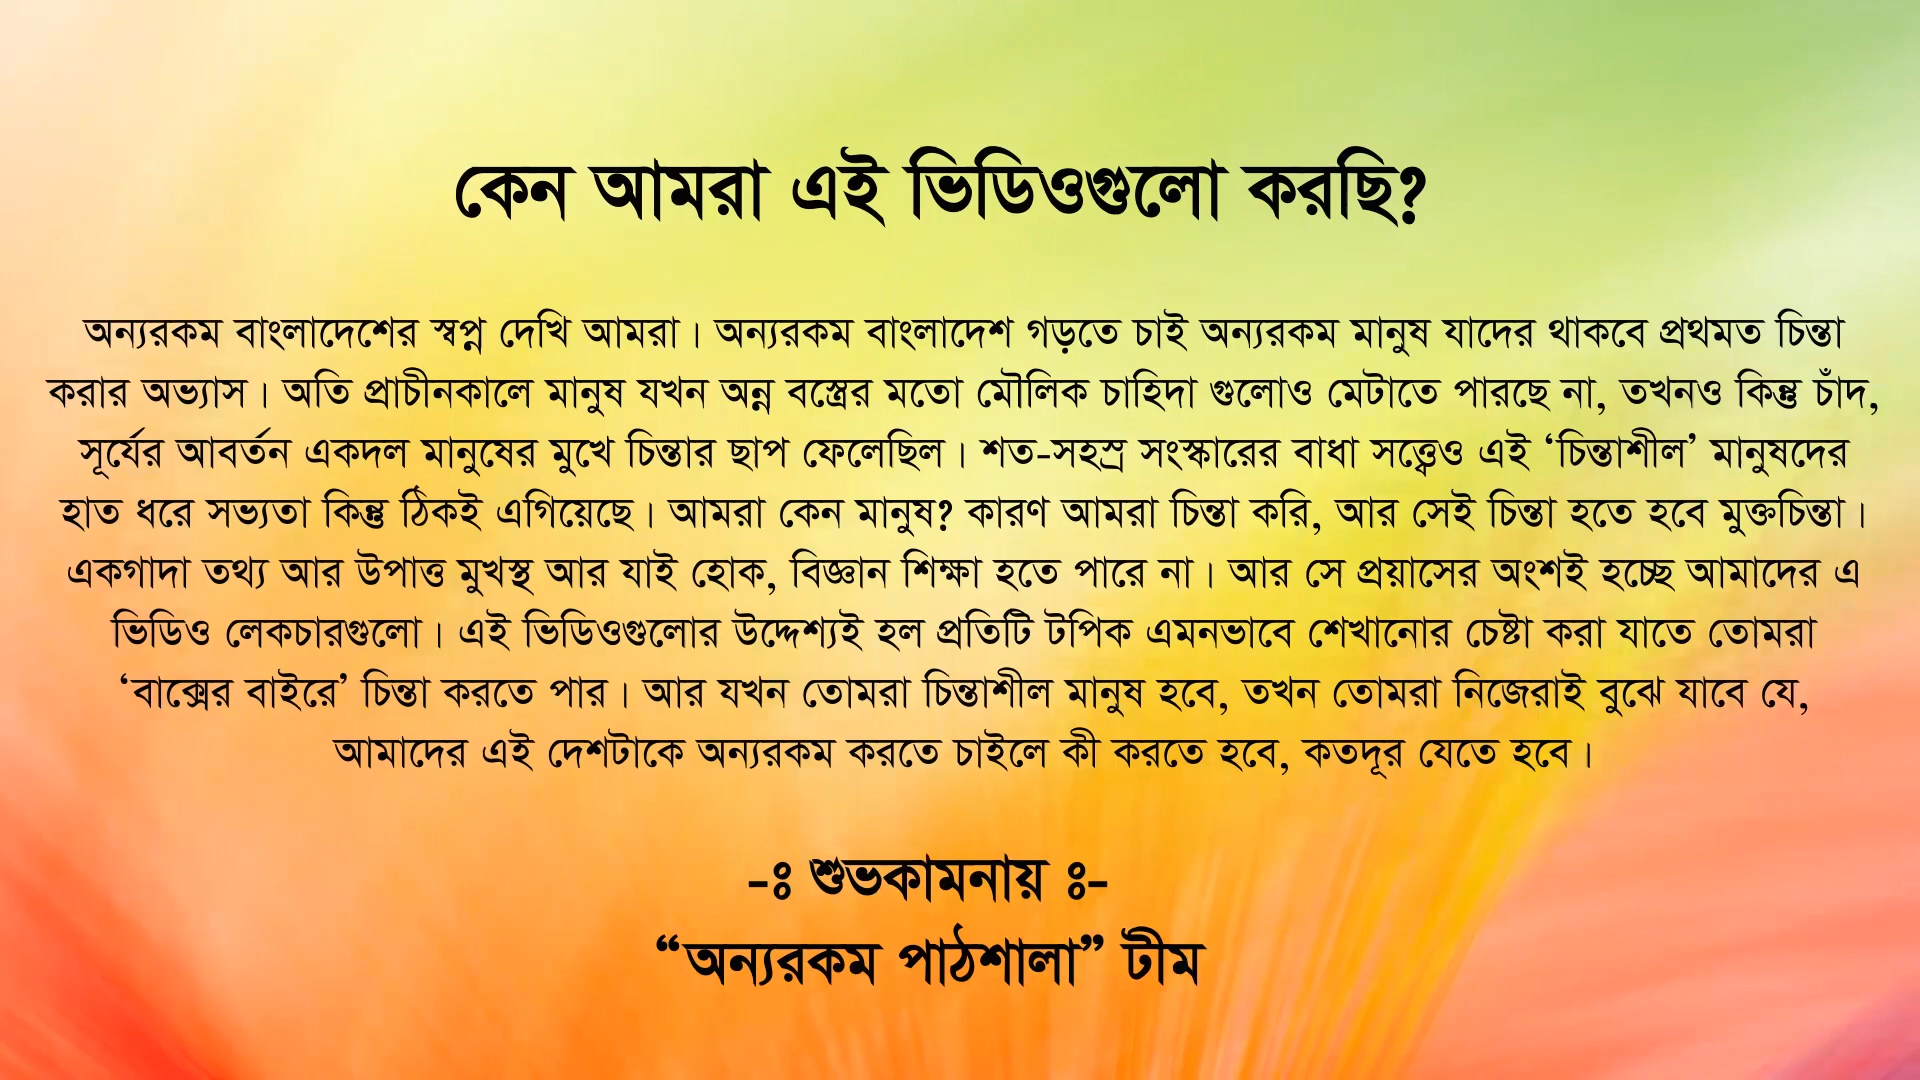 কেন আমরা এই ভিডিওগুলো করছি?
অন্যরকম বাংলাদেশের স্বপ্ন দেখি আমরা। অন্যরকম বাংলাদেশ গড়তে চাই অন্যরকম মানুষ যাদের থাকবে প্রথমত চিন্তা
করার অভ্যাস। অতি প্রাচীনকালে মানুষ যখন অন্ন বস্ত্রের মতো মৌলিক চাহিদা গুলোও মেটাতে পারছে না, তখনও কিন্তু চাঁদ,
সূর্যের আবর্তন একদল মানুষের মুখে চিন্তার ছাপ ফেলেছিল। শত-সহস্র সংস্কারের বাধা সত্ত্বেও এই ‘চিন্তাশীল’ মানুষদের
হাত ধরে সভ্যতা কিন্তু ঠিকই এগিয়েছে। আমরা কেন মানুষ? কারণ আমরা চিন্তা করি, আর সেই চিন্তা হতে হবে মুক্তচিন্তা।
একগাদা তথ্য আর উপাত্ত মুখস্থ আর যাই হোক, বিজ্ঞান শিক্ষা হতে পারে না। আর সে প্রয়াসের অংশই হচ্ছে আমাদের এ
ভিডিও লেকচারগুলো। এই ভিডিওগুলোর উদ্দেশ্যই হল প্রতিটি টপিক এমনভাবে শেখানোর চেষ্টা করা যাতে তোমরা
‘বাক্সের বাইরে’ চিন্তা করতে পার। আর যখন তোমরা চিন্তাশীল মানুষ হবে, তখন তোমরা নিজেরাই বুঝে যাবে যে,
আমাদের এই দেশটাকে অন্যরকম করতে চাইলে কী করতে হবে, কতদূর যেতে হবে।
-ঃ শুভকামনায় ঃ-
“অন্যরকম পাঠশালা” টীম